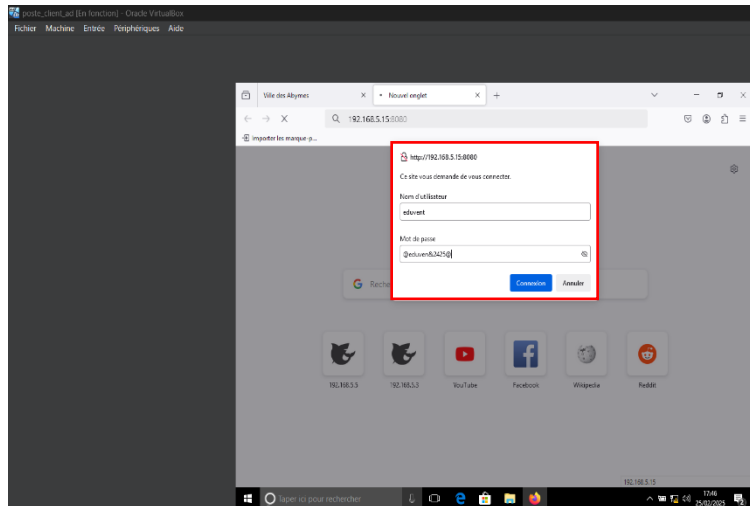 poste_client_ad [En fonction] - Oracle VirtualBox
Fichier Machine Entrée Périphériques Aide
Ville des Abymes
Nouvel onglet
192.168.5.15:8080
Importer les marque-p...
http://192.168.5.15:8080
Ce site vous demande de vous connecter.
Nom d'utilisateur
eduvent
Mot de passe
@eduven&2425@
Connexion Annuler
G Reche
192.168.5.5 192.168.5.3 YouTube Facebook Wikipedia Reddit
192.168.5.15
Taper ici pour rechercher
17:46
25/02/2025